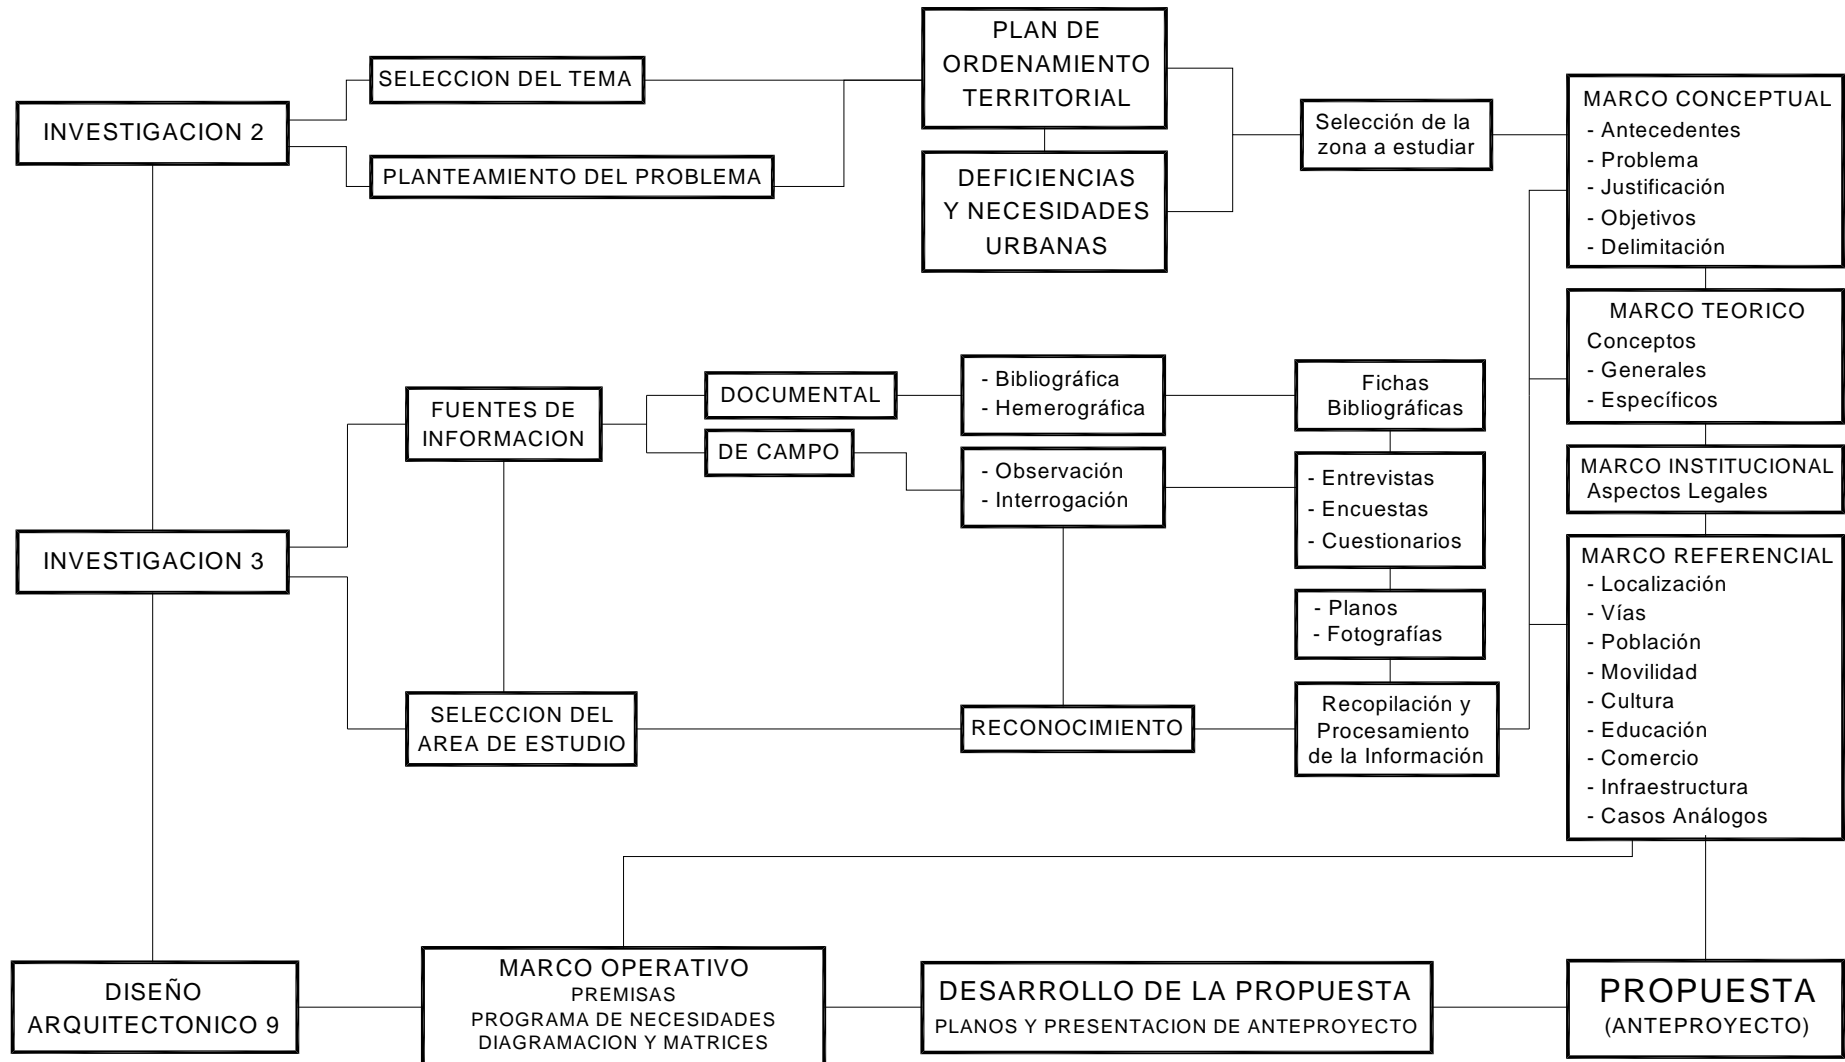 INVESTIGACION 2
SELECCION DEL TEMA
PLANTEAMIENTO DEL PROBLEMA
PLAN DE
ORDENAMIENTO
TERRITORIAL
DEFICIENCIAS
Y NECESIDADES
URBANAS
Selección de la
zona a estudiar
MARCO CONCEPTUAL
- Antecedentes
- Problema
- Justificación
- Objetivos
- Delimitación
MARCO TEORICO
Conceptos
- Generales
- Específicos
MARCO INSTITUCIONAL
Aspectos Legales
MARCO REFERENCIAL
- Localización
- Vías
- Población
- Movilidad
- Cultura
- Educación
- Comercio
- Infraestructura
- Casos Análogos
INVESTIGACION 3
FUENTES DE
INFORMACION
DOCUMENTAL
DE CAMPO
- Bibliográfica
- Hemerográfica
- Observación
- Interrogación
Fichas
Bibliográficas
- Entrevistas
- Encuestas
- Cuestionarios
- Planos
- Fotografías
SELECCION DEL
AREA DE ESTUDIO
RECONOCIMIENTO
Recopilación y
Procesamiento
de la Información
DISEÑO
ARQUITECTONICO 9
MARCO OPERATIVO
PREMISAS
PROGRAMA DE NECESIDADES
DIAGRAMACION Y MATRICES
DESARROLLO DE LA PROPUESTA
PLANOS Y PRESENTACION DE ANTEPROYECTO
PROPUESTA
(ANTEPROYECTO)